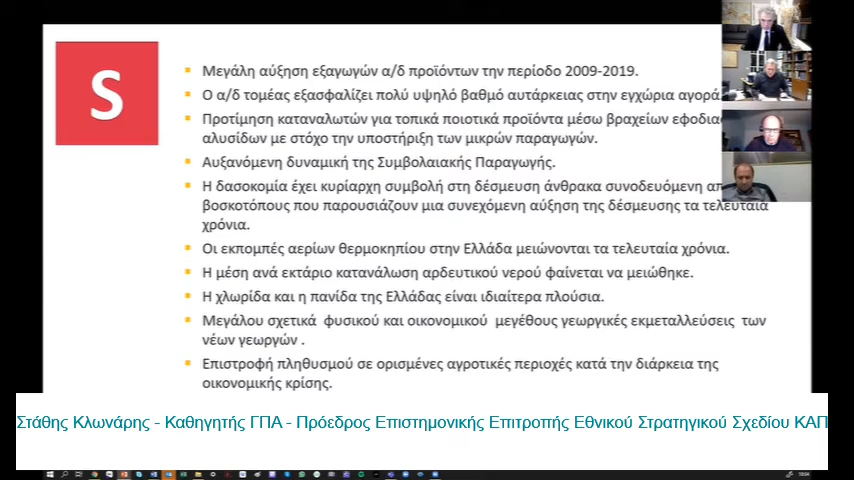 S
Μεγάλη αύξηση εξαγωγών α/δ προϊόντων την περίοδο 2009-2019.
Ο α/δ τομέας εξασφαλίζει πολύ υψηλό βαθμό αυτάρκειας στην εγχώρια αγορά
Προτίμηση καταναλωτών για τοπικά ποιοτικά προϊόντα μέσω βραχείων
αλυσίδων με στόχο την υποστήριξη των μικρών παραγωγών.
Αυξανόμενη δυναμική της Συμβολαιακής Παραγωγής.
Η δασοκομία έχει κυρίαρχη συμβολή στη δέσμευση άνθρακα συνοδευόμενη
βοσκοτόπους που παρουσιάζουν μια συνεχόμενη αύξηση της δέσμευσης τα τελευταία
χρόνια.
Οι εκπομπές αερίων θερμοκηπίου στην Ελλάδα μειώνονται τα τελευταία χρόνια.
Η μέση ανά εκτάριο κατανάλωση αρδευτικού νερού φαίνεται να μειώθηκε.
Η χλωρίδα και η πανίδα της Ελλάδας είναι ιδιαίτερα πλούσια.
Μεγάλου σχετικά φυσικού και οικονομικού μεγέθους γεωργικές εκμεταλλεύσεις των
νέων γεωργών .
Επιστροφή πληθυσμού σε ορισμένες αγροτικές περιοχές κατά την διάρκεια της
οικονομικής κρίσης.
Στάθης Κλωνάρης - Καθηγητής ΓΠΑ - Πρόεδρος Επιστημονικής Επιτροπής Εθνικού Στρατηγικού Σχεδίου ΚΑΠ